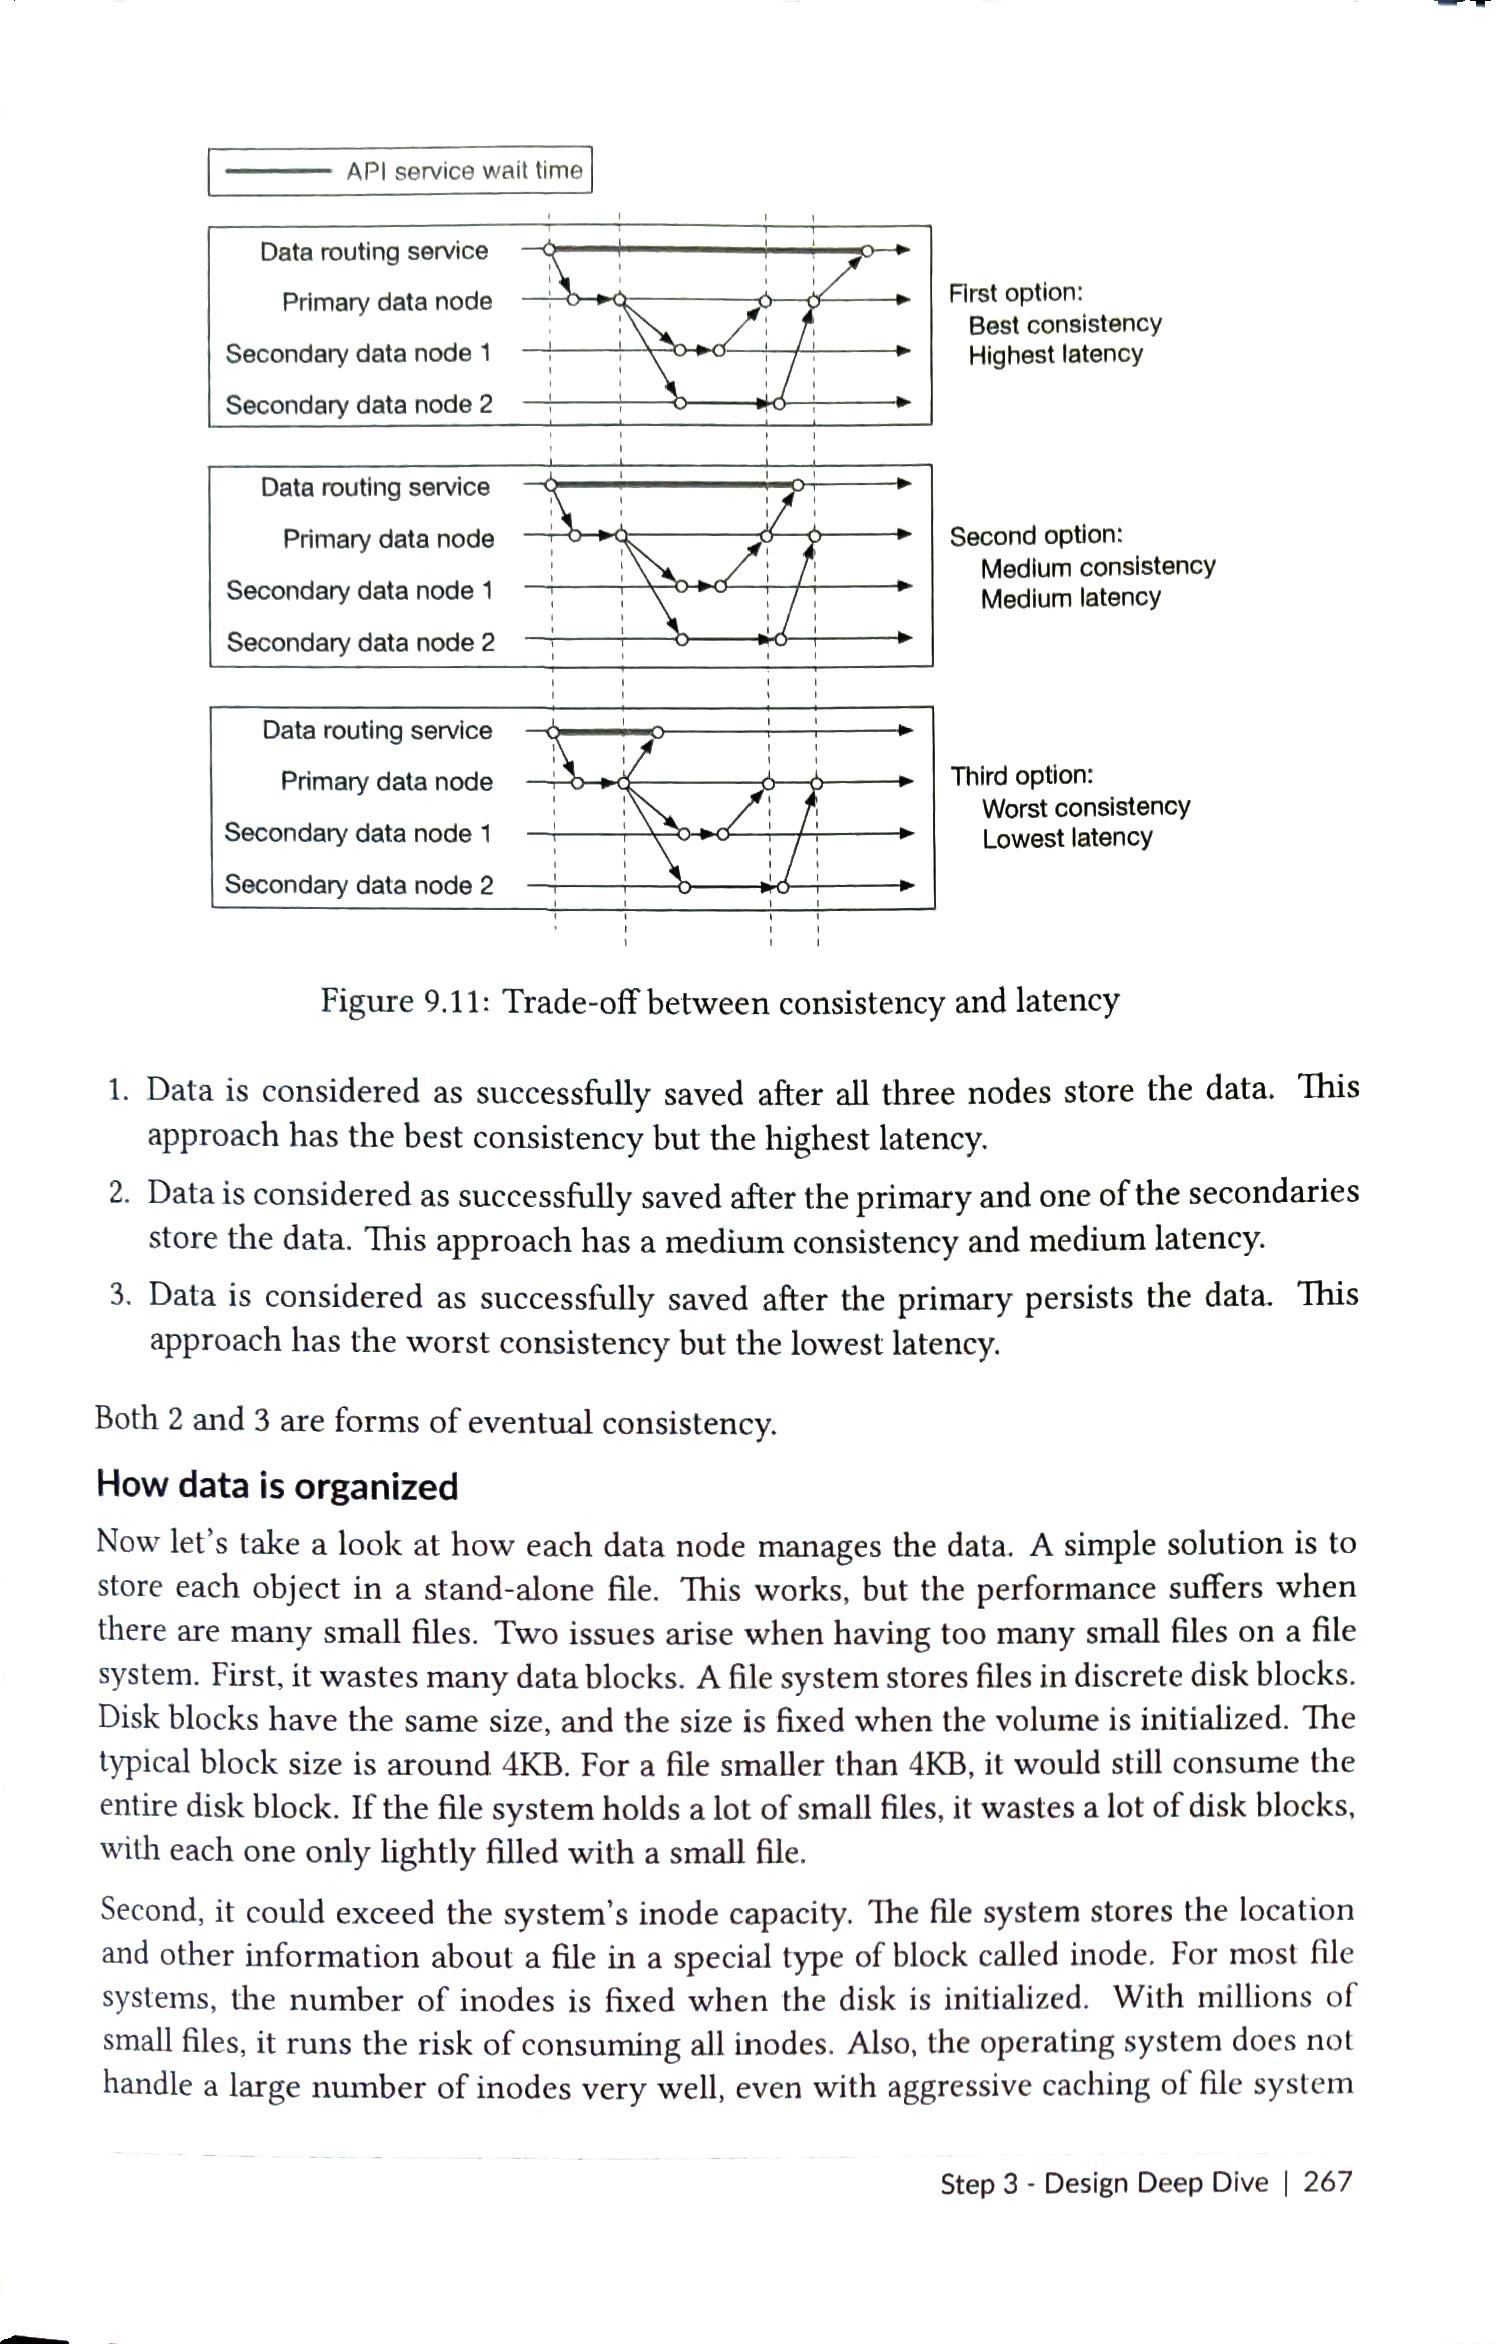 API service wait time
Data routing service
Primary data node
Secondary data node 1
Secondary data node 2
First option:
Best consistency
Highest latency
Data routing service
Primary data node
Secondary data node 1
Secondary data node 2
Second option:
Medium consistency
Medium latency
Data routing service
Primary data node
Secondary data node 1
Secondary data node 2
Third option:
Worst consistency
Lowest latency
Figure 9.11: Trade-off between consistency and latency
1. Data is considered as successfully saved after all three nodes store the data. This
approach has the best consistency but the highest latency.
2. Data is considered as successfully saved after the primary and one of the secondaries
store the data. This approach has a medium consistency and medium latency.
3. Data is considered as successfully saved after the primary persists the data. This
approach has the worst consistency but the lowest latency.
Both 2 and 3 are forms of eventual consistency.
How data is organized
Now let's take a look at how each data node manages the data. A simple solution is to
store each object in a stand-alone file. This works, but the performance suffers when
there are many small files. Two issues arise when having too many small files on a file
system. First, it wastes many data blocks. A file system stores files in discrete disk blocks.
Disk blocks have the same size, and the size is fixed when the volume is initialized. The
typical block size is around 4KB. For a file smaller than 4KB, it would still consume the
entire disk block. If the file system holds a lot of small files, it wastes a lot of disk blocks,
with each one only lightly filled with a small file.
Second, it could exceed the system's inode capacity. The file system stores the location
and other information about a file in a special type of block called inode. For most file
systems, the number of inodes is fixed when the disk is initialized. With millions of
small files, it runs the risk of consuming all inodes. Also, the operating system does not
handle a large number of inodes very well, even with aggressive caching of file system
Step 3 - Design Deep Dive | 267